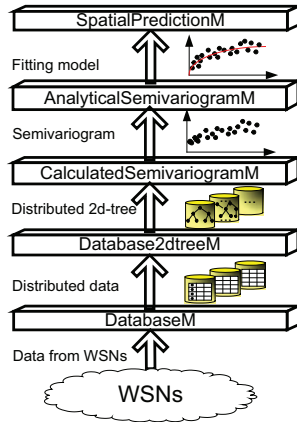 SpatialPredictionM
Fitting model
AnalyticalSemivariogramM
Semivariogram
CalculatedSemivariogramM
Distributed 2d-tree
Database2dtreeM
Distributed data
DatabaseM
Data from WSNs
WSNs